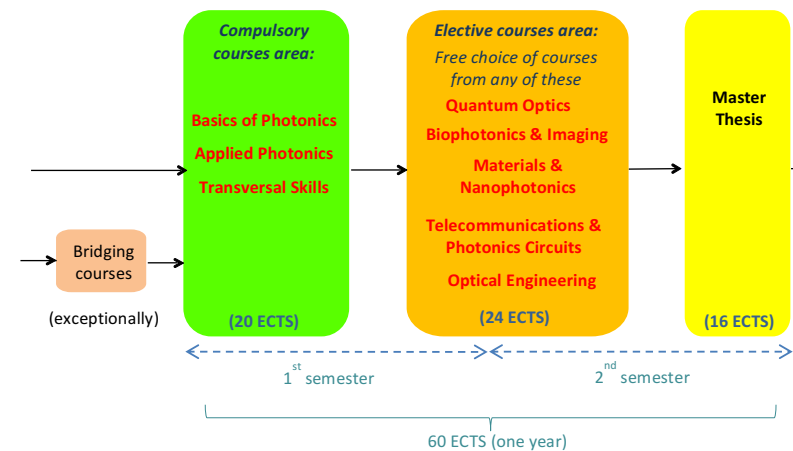 Compulsory
courses area:
Basics of Photonics
Applied Photonics
Transversal Skills
(20 ECTS)
Elective courses area:
Free choice of courses
from any of these
Quantum Optics
Biophotonics & Imaging
Materials &
Nanophotonics
Telecommunications &
Photonics Circuits
Optical Engineering
(24 ECTS)
Master
Thesis
(16 ECTS)
Bridging
courses
(exceptionally)
1st semester
2nd semester
60 ECTS (one year)